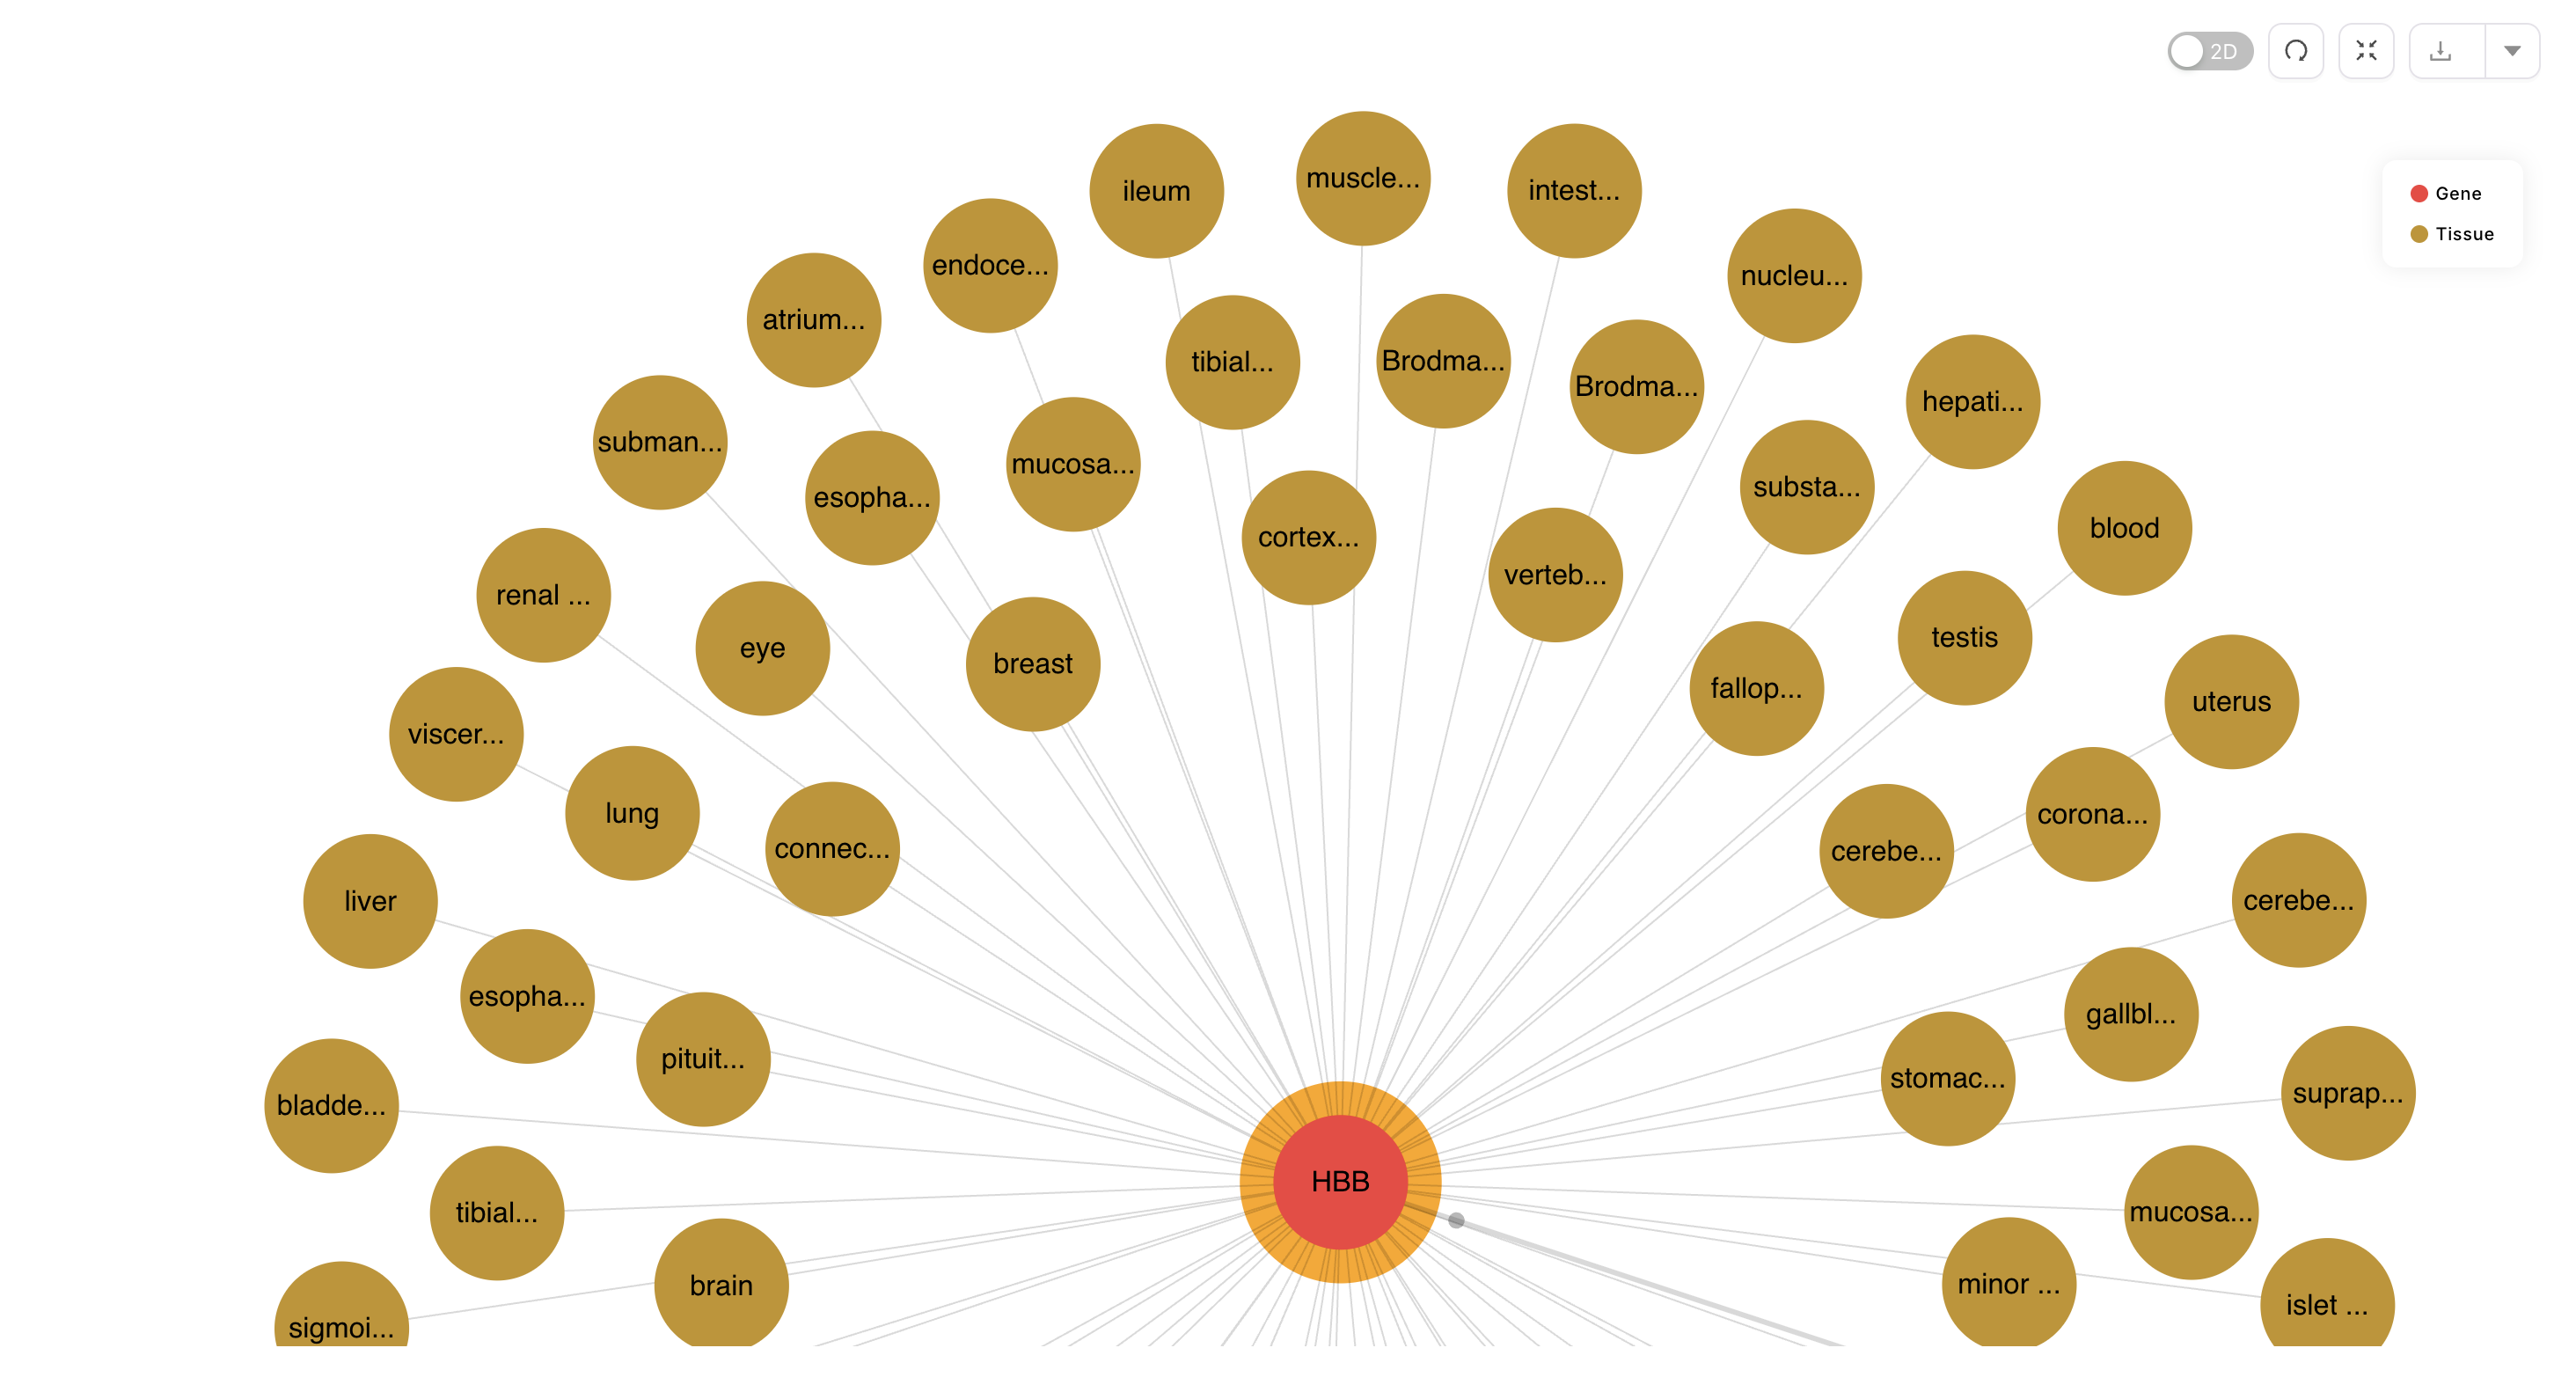 2D
Gene
Tissue
ileum
muscle...
intest...
endoce...
nucleu...
atrium...
tibial...
Brodma...
Brodma...
hepati...
subman...
mucosa...
esopha...
substa...
cortex...
blood
verteb...
renal ...
testis
eye
breast
fallop...
uterus
viscer...
lung
corona...
connec...
cerebe...
liver
cerebe...
esopha...
gallbl...
pituit...
stomac...
suprap...
bladde...
HBB
tibial...
mucosa...
brain
minor ...
islet ...
sigmoi...